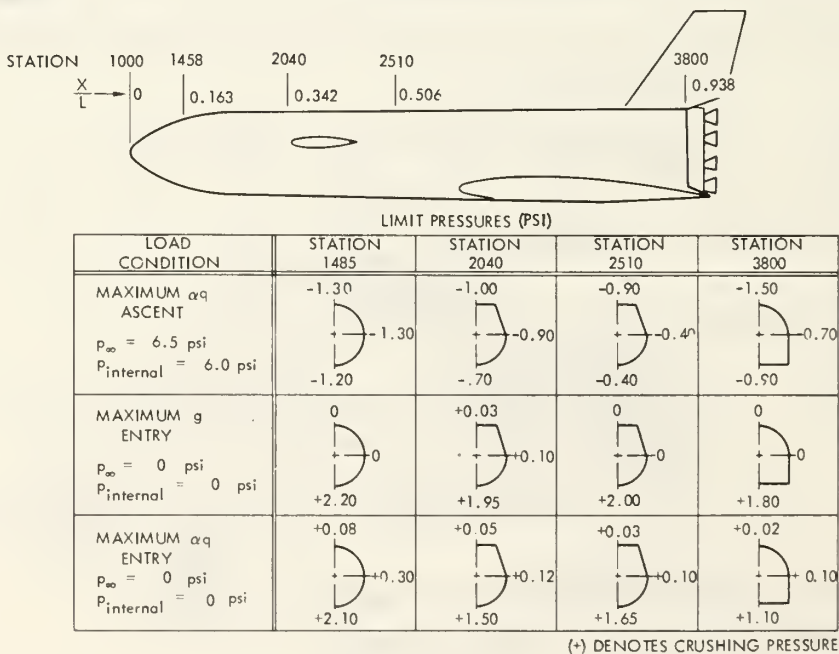 STATION 1000 1458 2040 2510 3800
X/L 0 0.163 0.342 0.506 0.938
LIMIT PRESSURES (PSI)
LOAD CONDITION STATION 1485 STATION 2040 STATION 2510 STATION 3800
MAXIMUM αq ASCENT
p∞ = 6.5 psi
Pinternal = 6.0 psi
-1.30 -1.00 -0.90 -1.50
-1.30 -0.90 -0.40 -0.70
-1.20 -.70 -0.40 -0.90
MAXIMUM g ENTRY
p∞ = 0 psi
Pinternal = 0 psi
0 +0.03 0 0
0 +0.10 0 0
+2.20 +1.95 +2.00 +1.80
MAXIMUM αq ENTRY
p∞ = 0 psi
Pinternal = 0 psi
+0.08 +0.05 +0.03 +0.02
+0.30 +0.12 +0.10 +0.10
+2.10 +1.50 +1.65 +1.10
(+) DENOTES CRUSHING PRESSURE